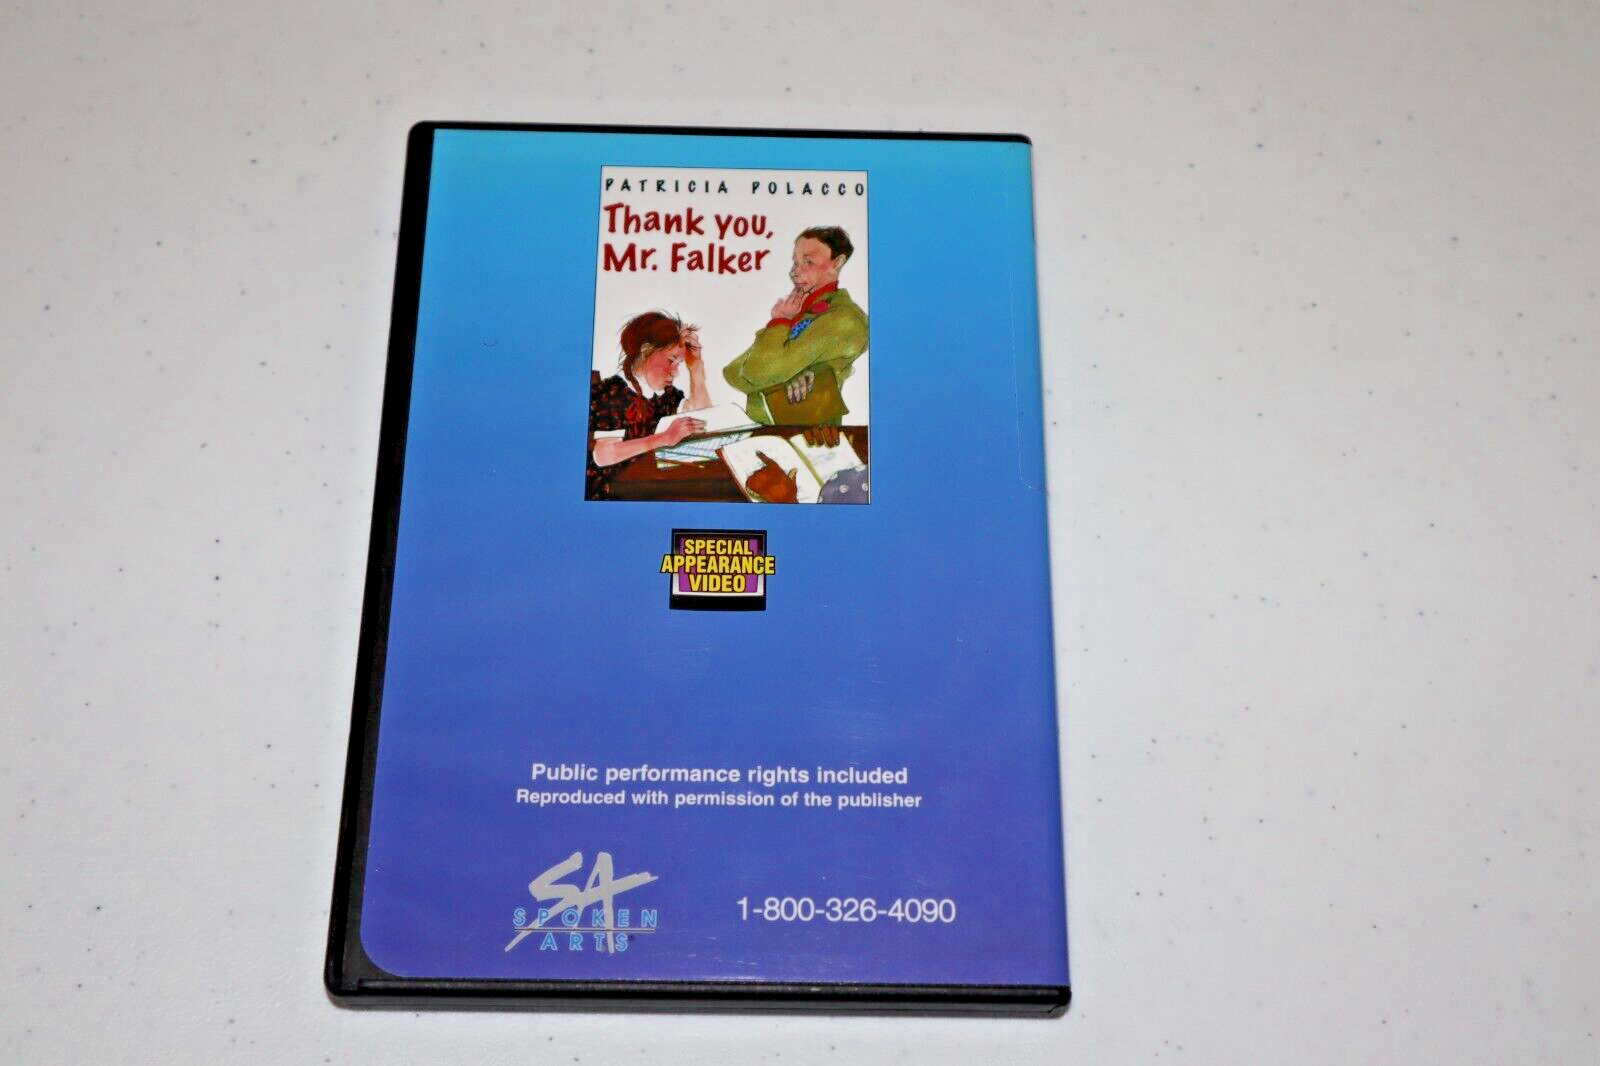 PATRICIA POLACCO
Thank you,
Mr. Falker
SPECIAL
APPEARANCE
VIDEO
Public performance rights included
Reproduced with permission of the publisher
SA
SPOKEN
ARTS
1-800-326-4090